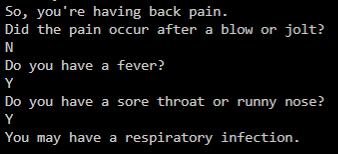 So, you're having back pain.
Did the pain occur after a blow or jolt?
N
Do you have a fever?
Y
Do you have a sore throat or runny nose?
Y
You may have a respiratory infection.